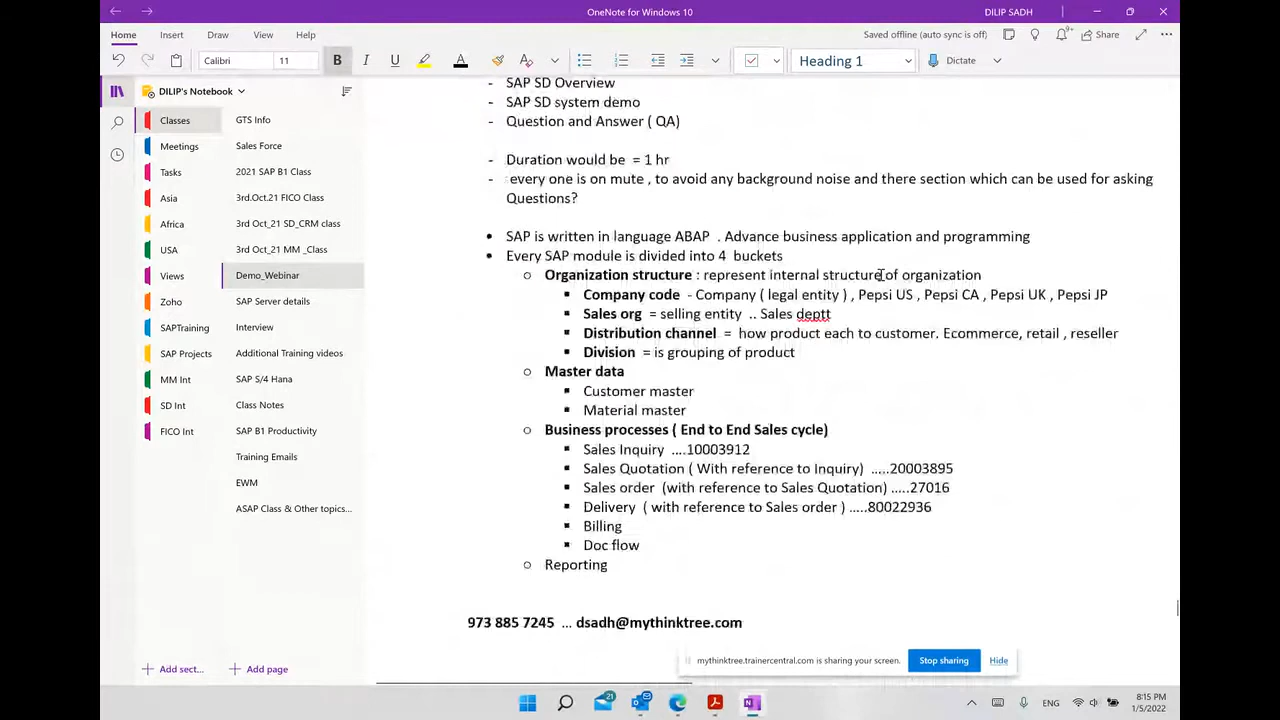 OneNote for Windows 10
DILIP SADH
Home Insert Draw View Help
Saved offline (auto sync is off)
Share
Calibri 11 B I U A
Heading 1
Dictate
DILIP's Notebook
Classes
Meetings
Tasks
Asia
Africa
USA
Views
Zoho
SAPTraining
SAP Projects
MM Int
SD Int
FICO Int
GTS Info
Sales Force
2021 SAP B1 Class
3rd.Oct.21 FICO Class
3rd Oct_21 SD_CRM class
3rd Oct_21 MM _Class
Demo_Webinar
SAP Server details
Interview
Additional Training videos
SAP S/4 Hana
Class Notes
SAP B1 Productivity
Training Emails
EWM
ASAP Class & Other topics...
+ Add sect...
+ Add page
- SAP SD Overview
- SAP SD system demo
- Question and Answer ( QA)
- Duration would be = 1 hr
- every one is on mute , to avoid any background noise and there section which can be used for asking
Questions?
• SAP is written in language ABAP . Advance business application and programming
• Every SAP module is divided into 4 buckets
○ Organization structure : represent internal structure of organization
▪ Company code - Company ( legal entity ) , Pepsi US , Pepsi CA , Pepsi UK , Pepsi JP
▪ Sales org = selling entity .. Sales deptt
▪ Distribution channel = how product each to customer. Ecommerce, retail , reseller
▪ Division = is grouping of product
○ Master data
▪ Customer master
▪ Material master
○ Business processes ( End to End Sales cycle)
▪ Sales Inquiry ....10003912
▪ Sales Quotation ( With reference to Inquiry) .....20003895
▪ Sales order (with reference to Sales Quotation) .....27016
▪ Delivery ( with reference to Sales order ) .....80022936
▪ Billing
▪ Doc flow
○ Reporting
973 885 7245 ... dsadh@mythinktree.com
mythinktree.trainercentral.com is sharing your screen.
Stop sharing
Hide
21
ENG
8:15 PM
1/5/2022